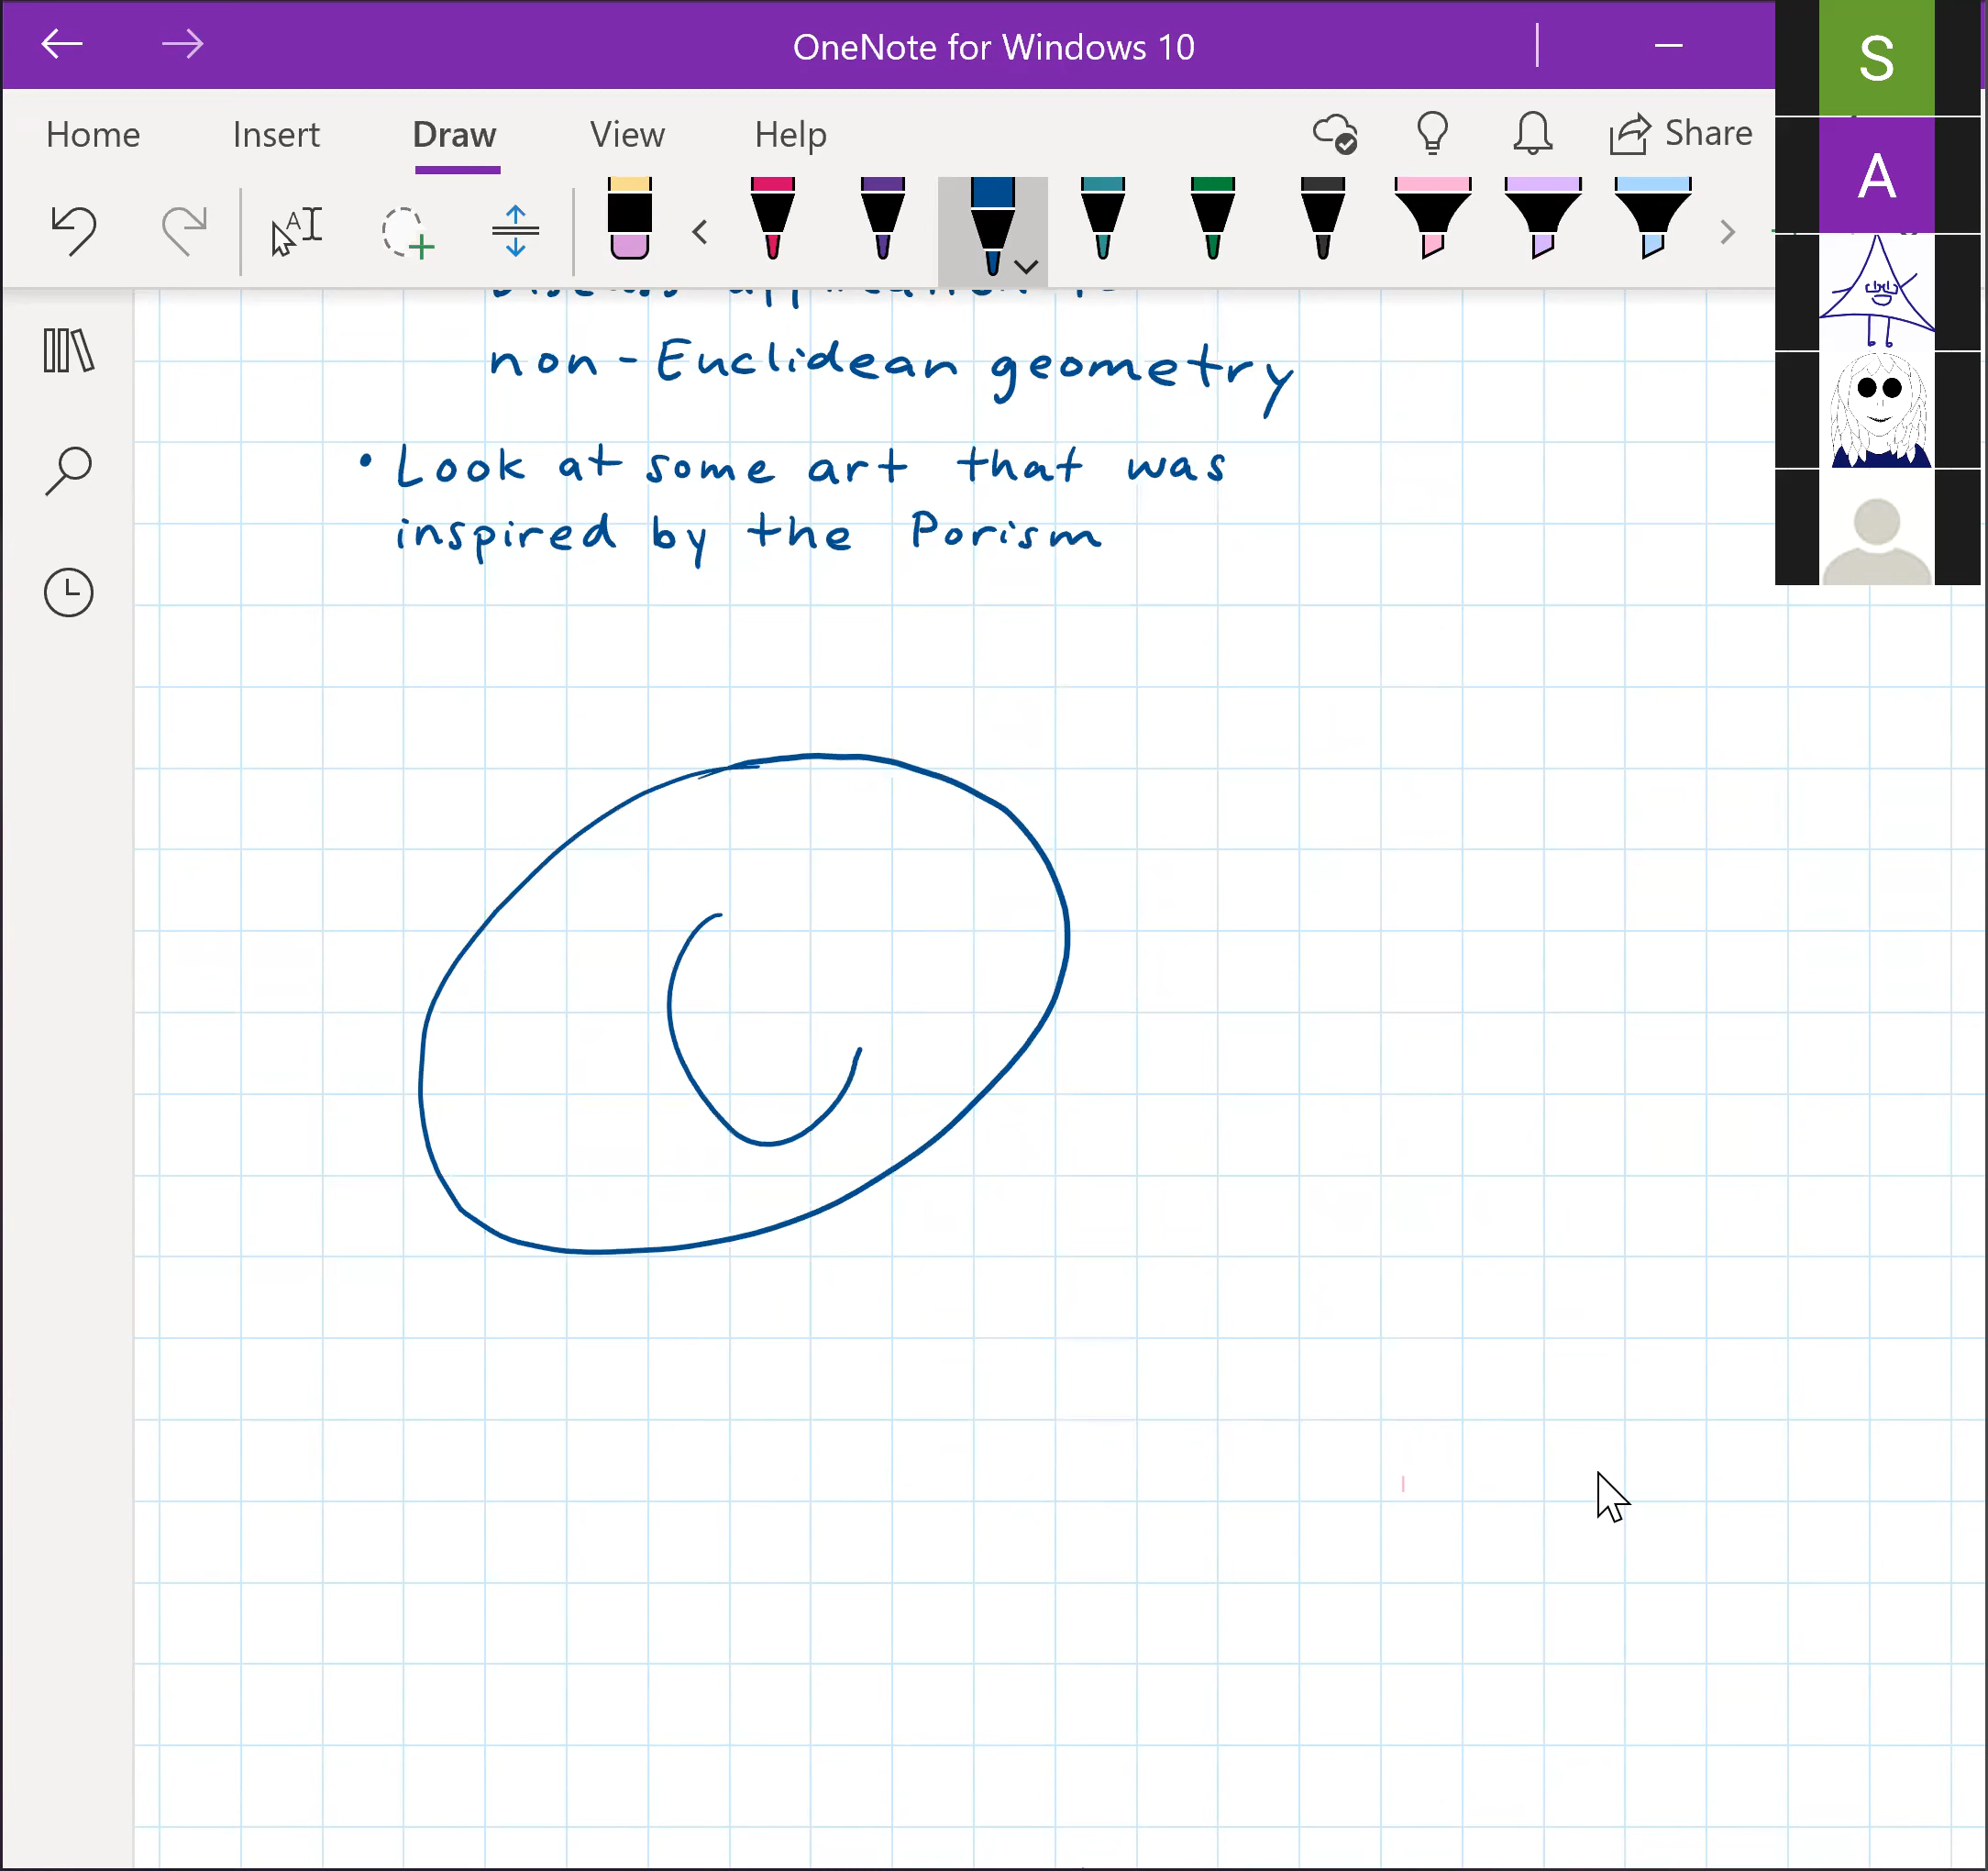 OneNote for Windows 10
S
Home Insert Draw View Help Share
A
non-Euclidean geometry
• Look at some art that was
inspired by the Porism